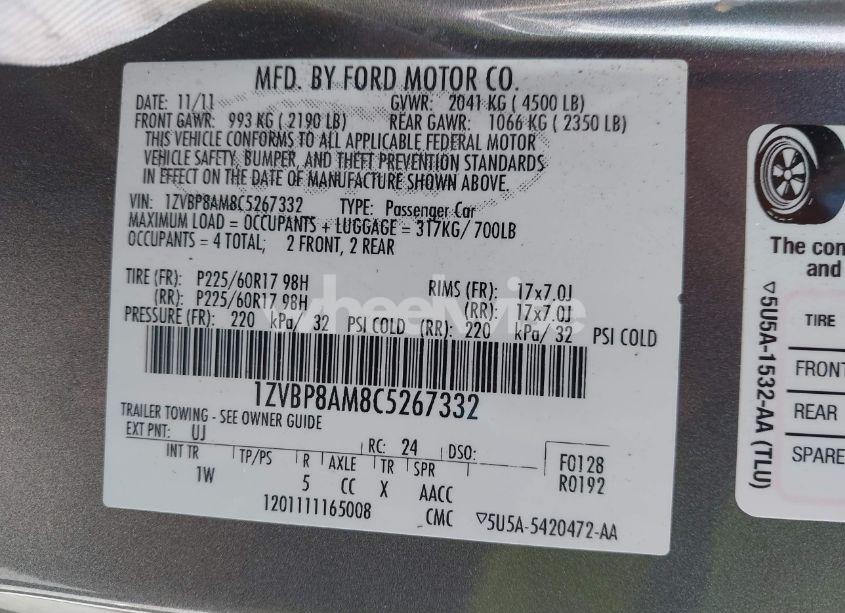 MFD. BY FORD MOTOR CO.
DATE: 11/11 GVWR: 2041 KG ( 4500 LB)
FRONT GAWR: 993 KG ( 2190 LB) REAR GAWR: 1066 KG ( 2350 LB)
THIS VEHICLE CONFORMS TO ALL APPLICABLE FEDERAL MOTOR
VEHICLE SAFETY, BUMPER, AND THEFT PREVENTION STANDARDS
IN EFFECT ON THE DATE OF MANUFACTURE SHOWN ABOVE.
VIN: 1ZVBP8AM8C5267332 TYPE: Passenger Car
MAXIMUM LOAD = OCCUPANTS + LUGGAGE = 317KG/ 700LB
OCCUPANTS = 4 TOTAL; 2 FRONT, 2 REAR
TIRE (FR): P225/60R17 98H RIMS (FR): 17x7.0J
(RR): P225/60R17 98H (RR): 17x7.0J
PRESSURE (FR): 220 kPa/ 32 PSI COLD (RR): 220 kPa/ 32 PSI COLD
wheelwise
1ZVBP8AM8C5267332
TRAILER TOWING - SEE OWNER GUIDE
EXT PNT: UJ RC: 24 DSO:
INT TR TP/PS R AXLE TR SPR F0128
1W 5 CC X AACC R0192
1201111165008 CMC ▽5U5A-5420472-AA
▽5U5A-1532-AA (TLU)
The com
and
TIRE
FRONT
REAR
SPARE